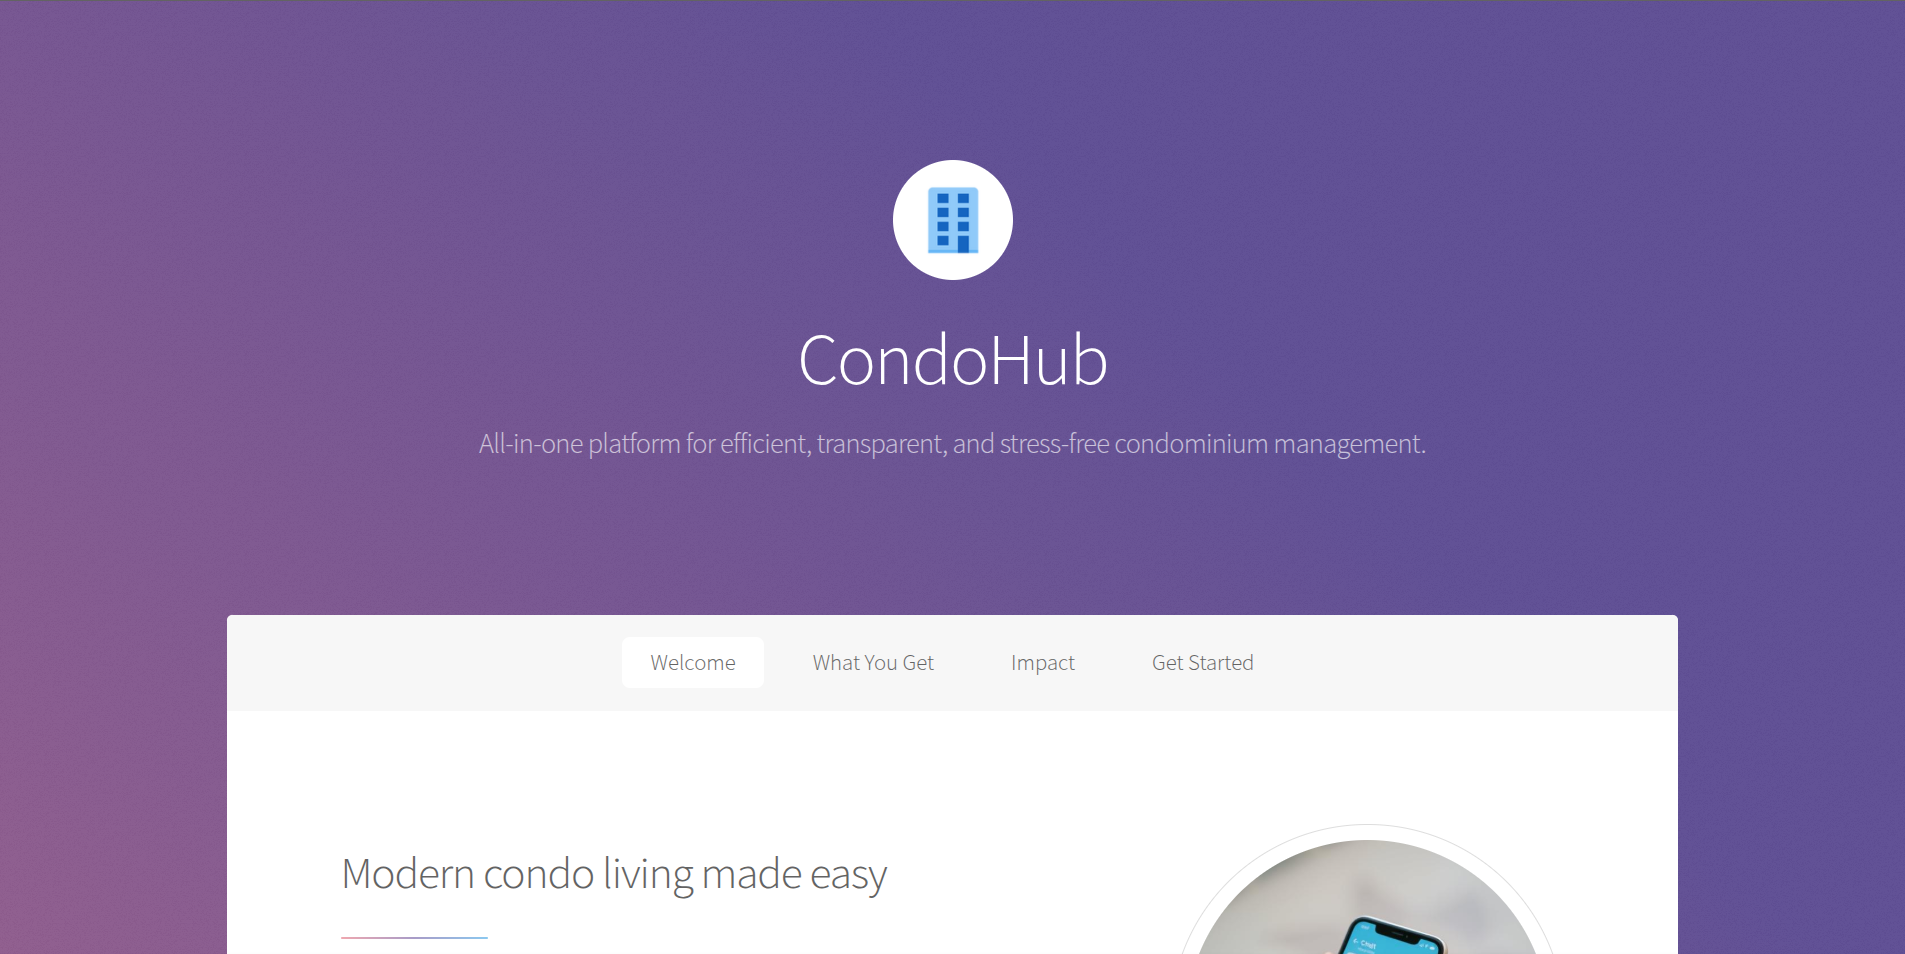 CondoHub
All-in-one platform for efficient, transparent, and stress-free condominium management.
Welcome
What You Get
Impact
Get Started
Modern condo living made easy